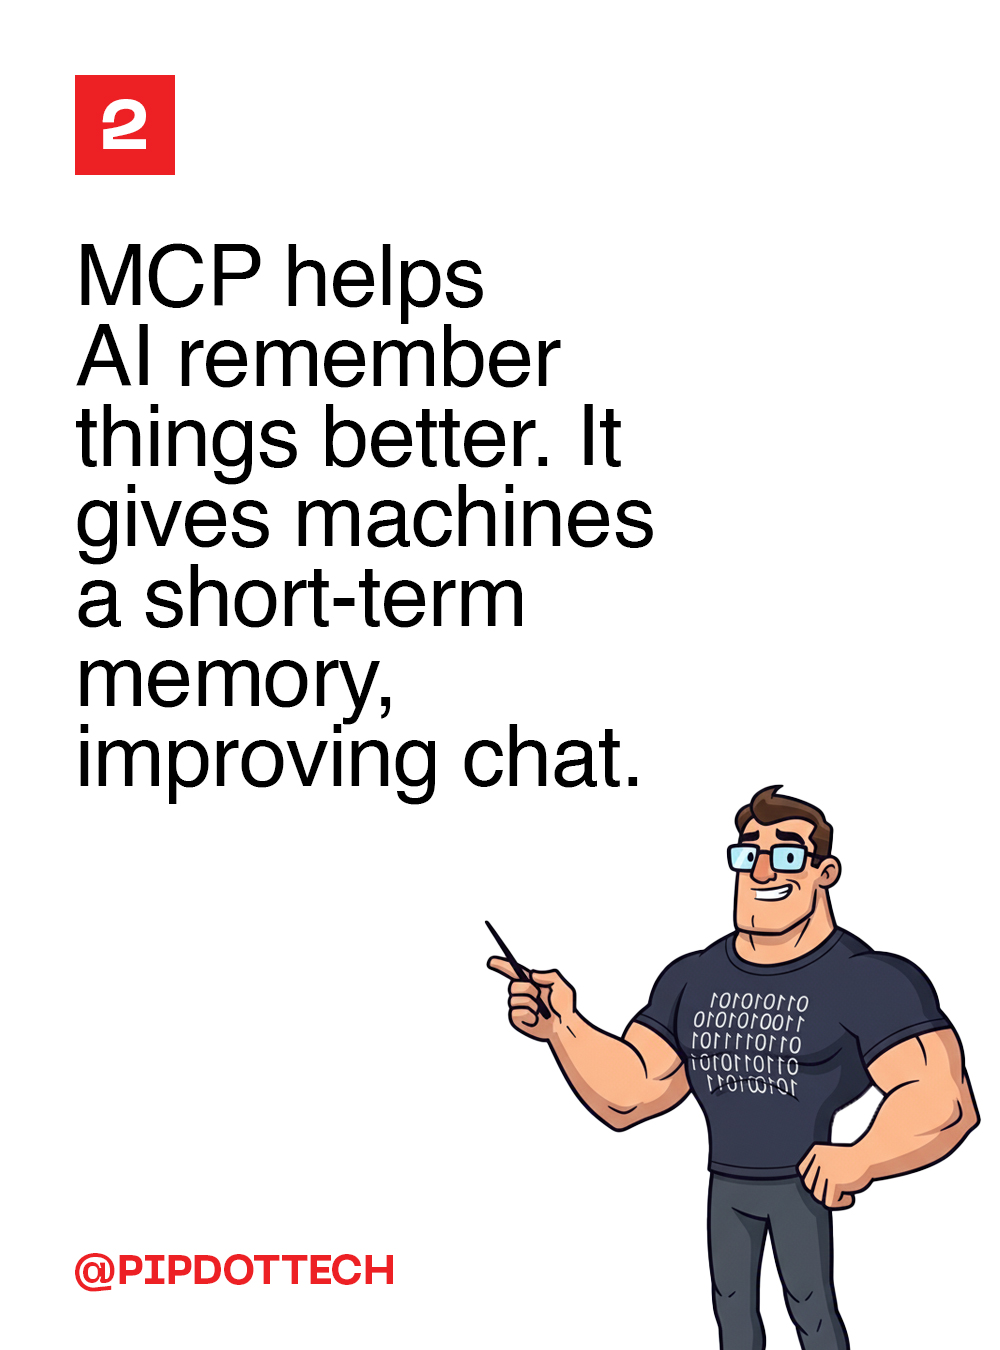 2
MCP helps
AI remember
things better. It
gives machines
a short-term
memory,
improving chat.
@PIPDOTTECH